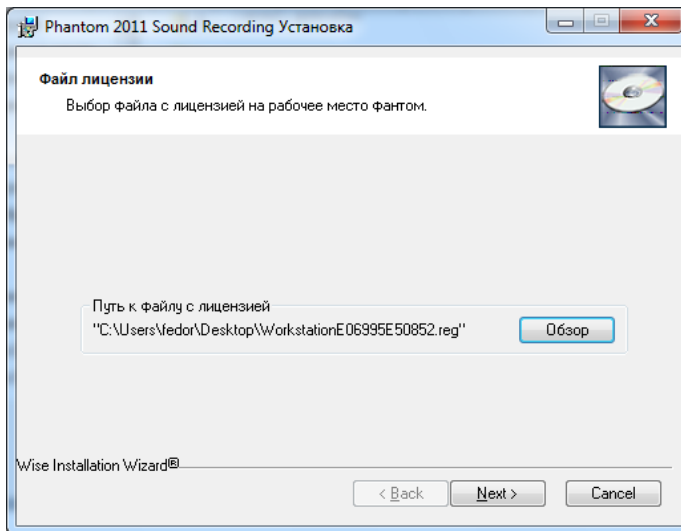 Phantom 2011 Sound Recording Установка
Файл лицензии
Выбор файла с лицензией на рабочее место фантом.
Путь к файлу с лицензией
"C:\Users\fedor\Desktop\WorkstationE06995E50852.reg"
Обзор
Wise Installation Wizard®
< Back
Next >
Cancel